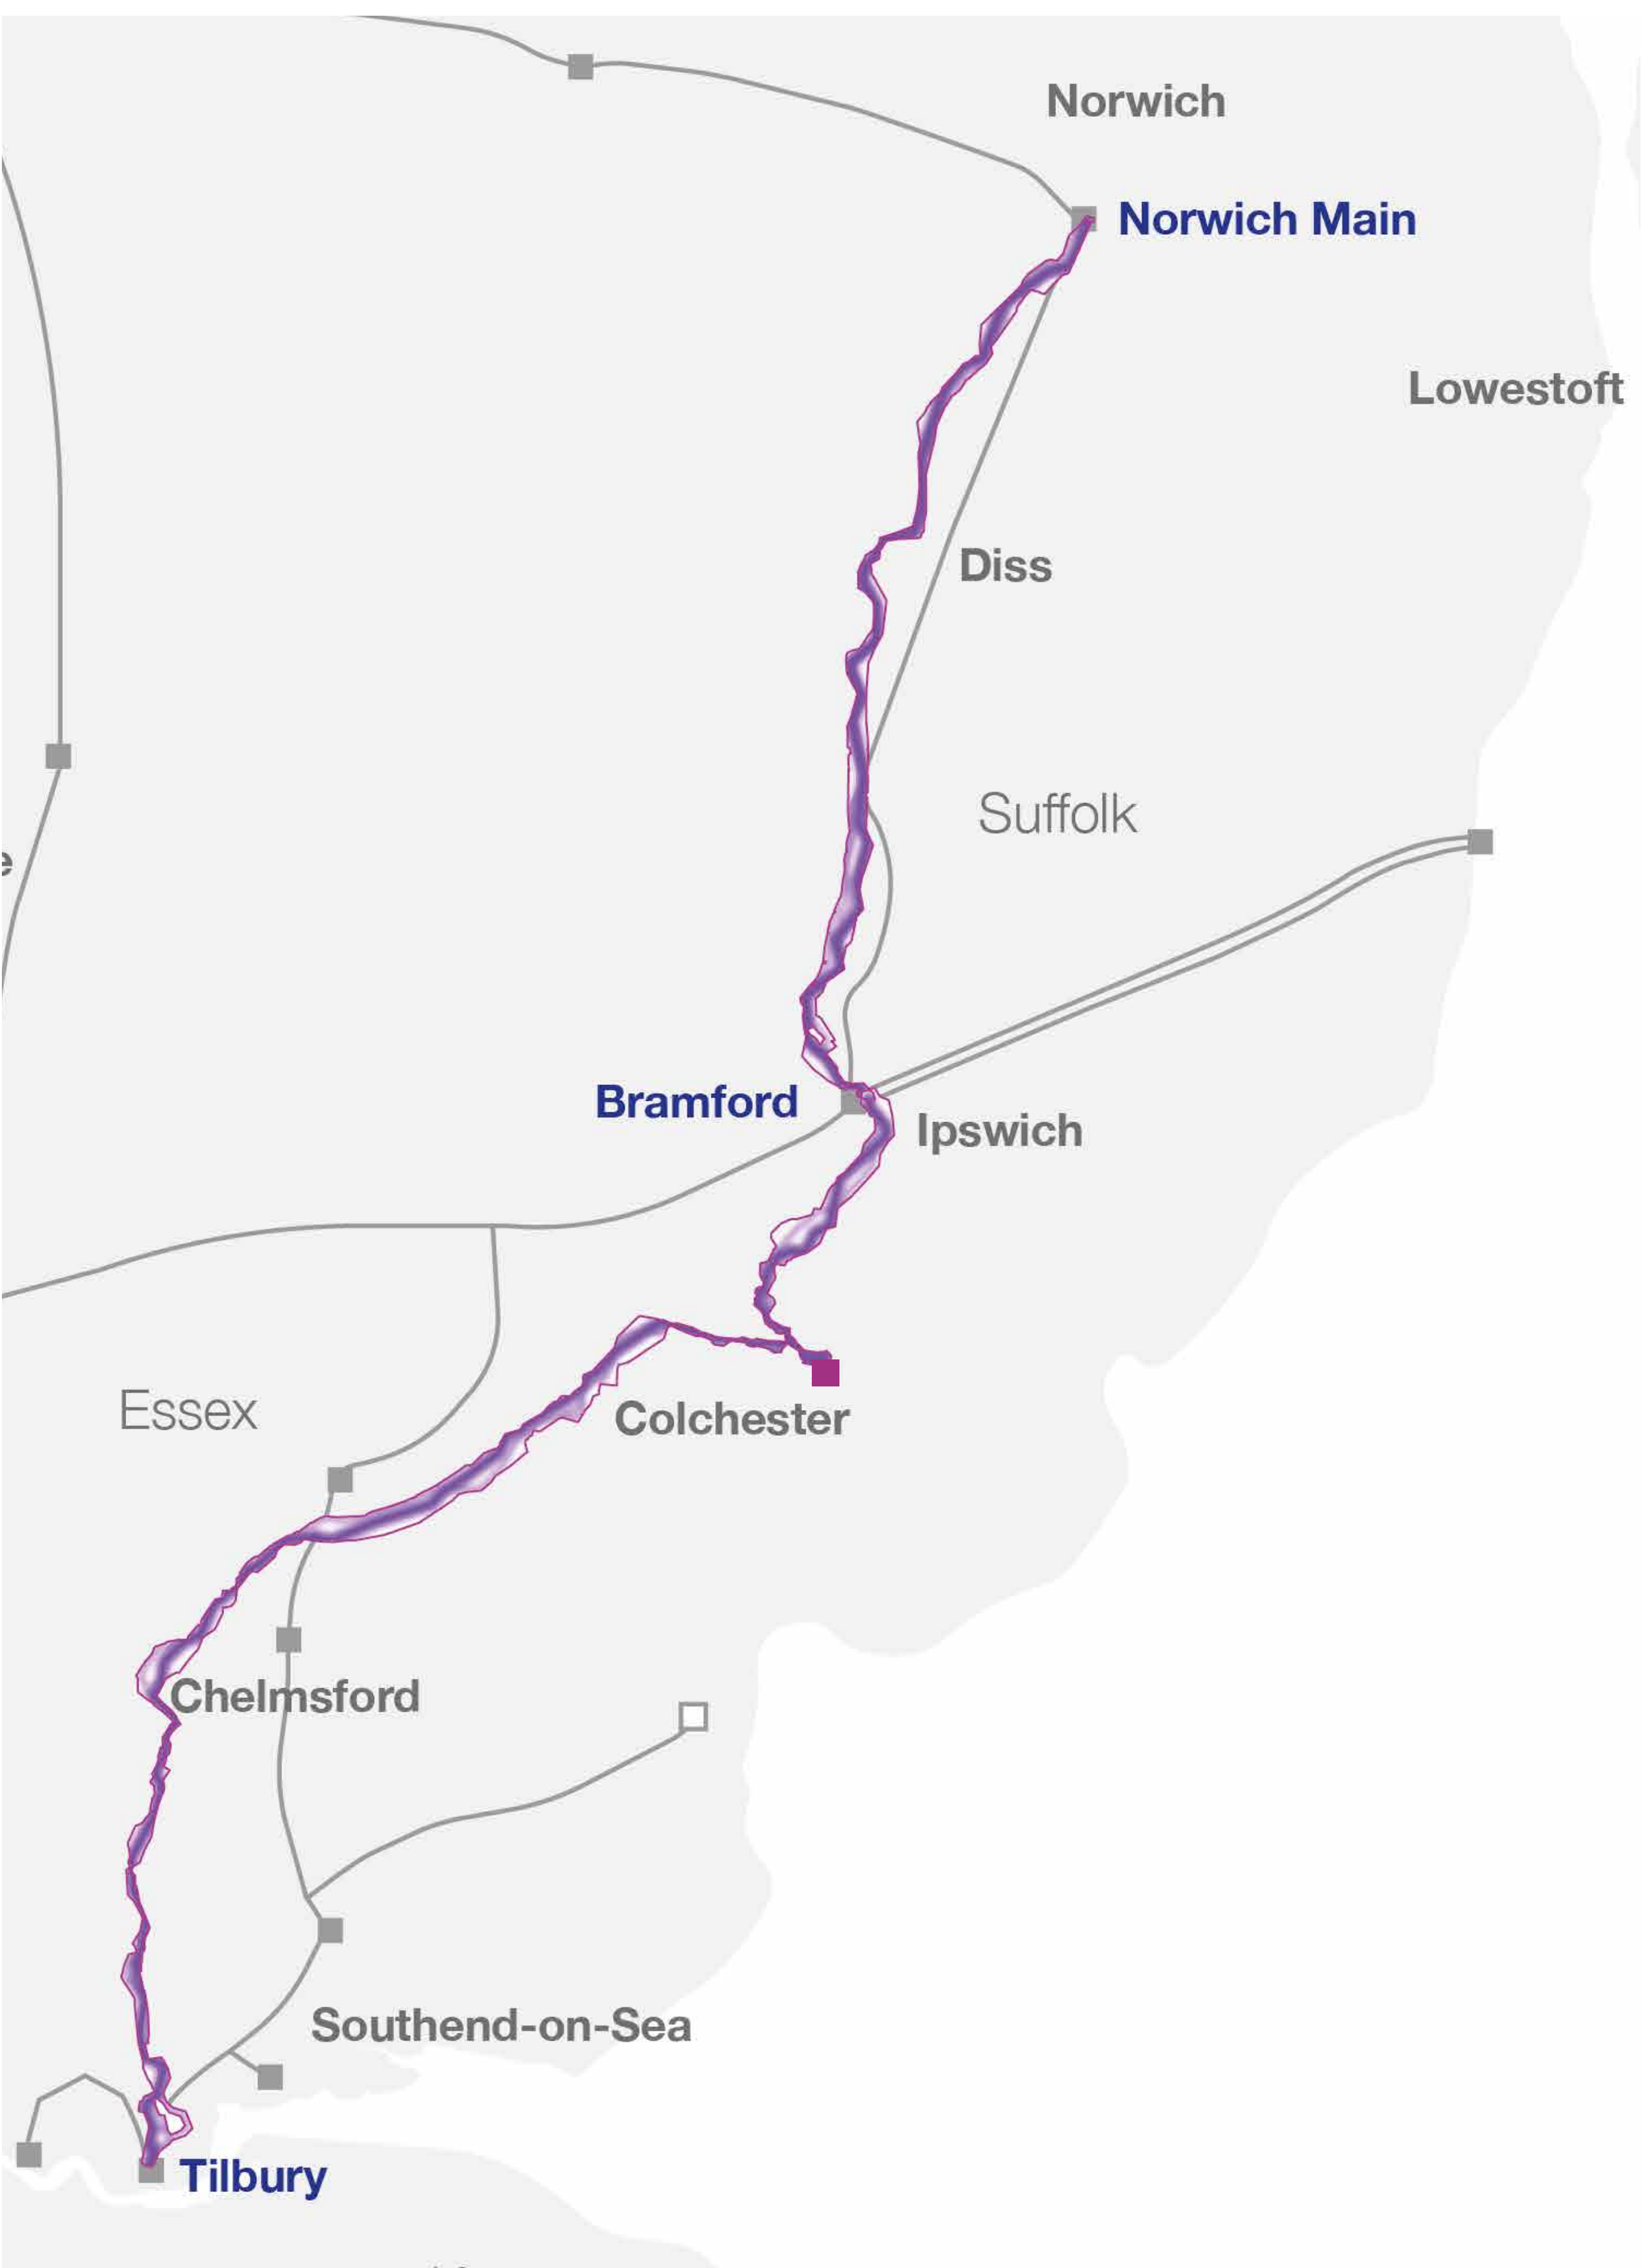 Norwich
Norwich Main
Lowestoft
Diss
Suffolk
e
Bramford
Ipswich
Essex
Colchester
Chelmsford
Southend-on-Sea
Tilbury